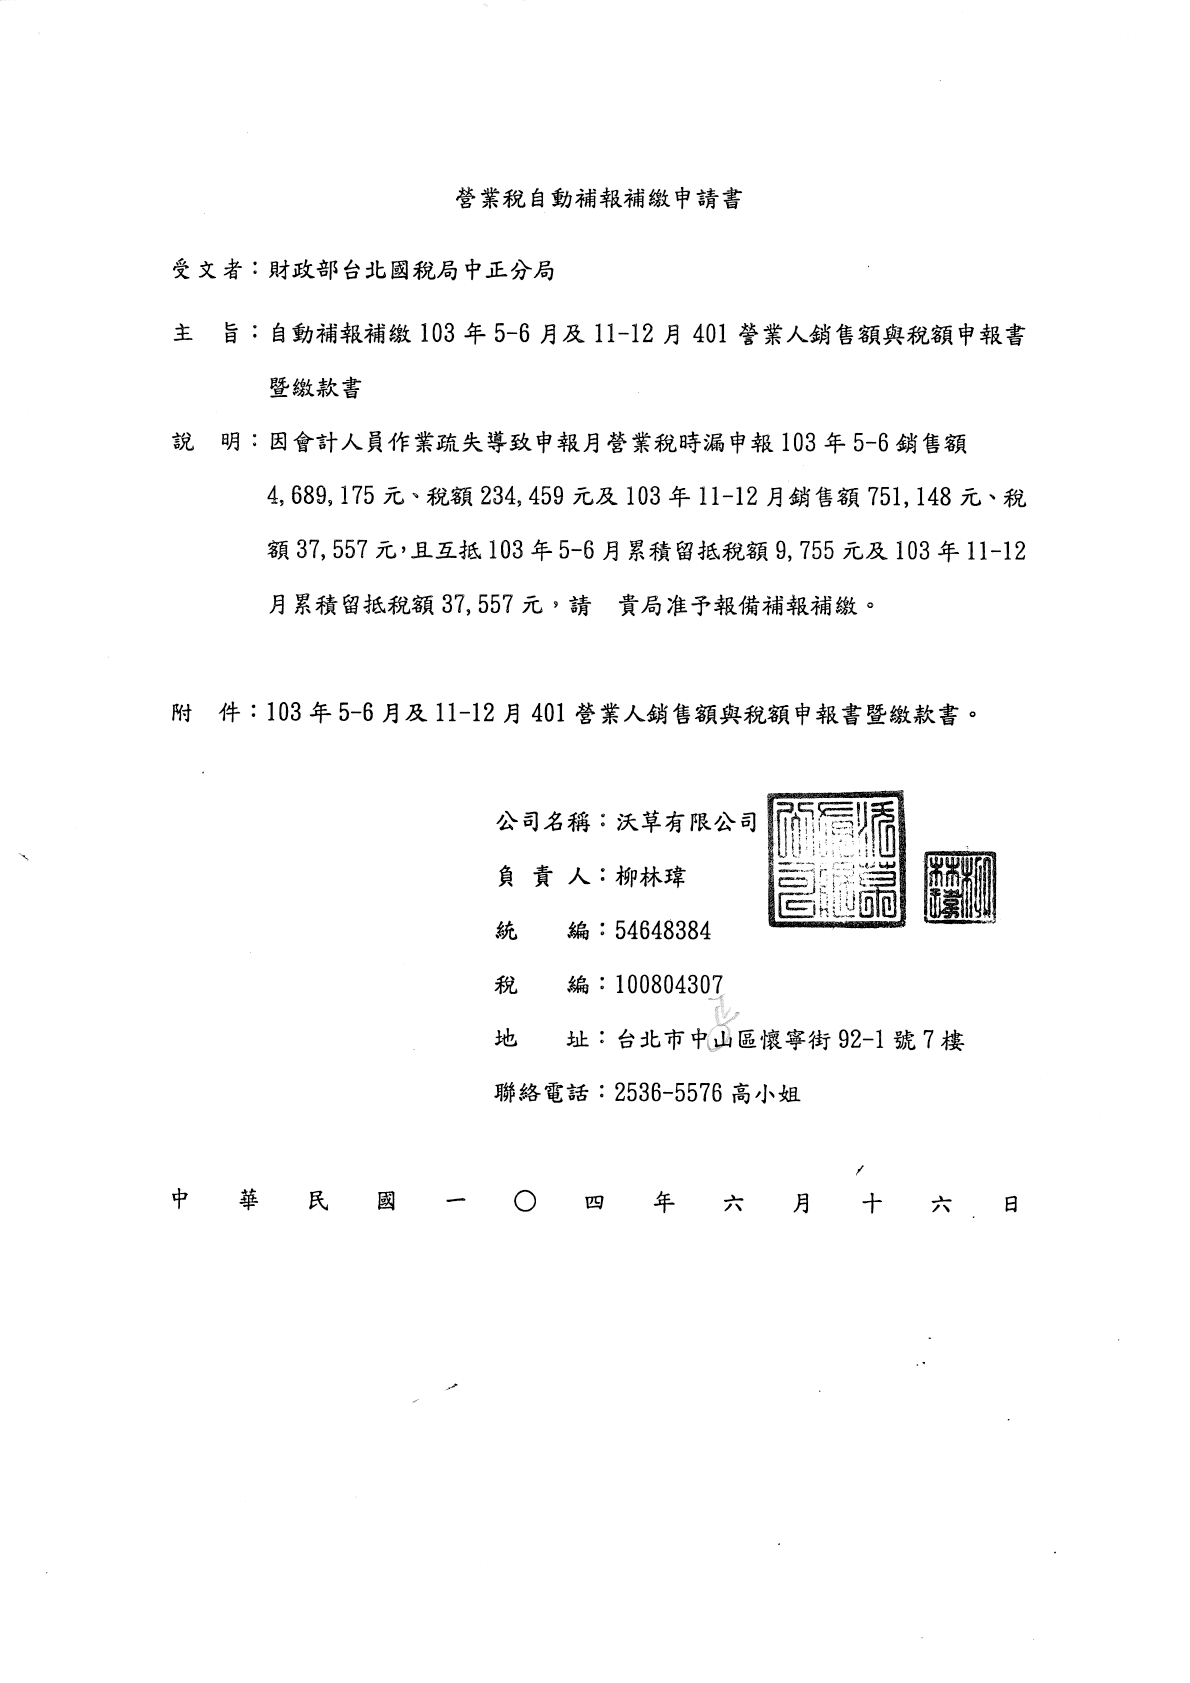 營業稅自動補報補繳申請書
受文者：財政部台北國稅局中正分局
主　旨：自動補報補繳 103 年 5-6 月及 11-12 月 401 營業人銷售額與稅額申報書
暨繳款書
說　明：因會計人員作業疏失導致申報月營業稅時漏申報 103 年 5-6 銷售額
4,689,175 元、稅額 234,459 元及 103 年 11-12 月銷售額 751,148 元、稅
額 37,557 元，且互抵 103 年 5-6 月累積留抵稅額 9,755 元及 103 年 11-12
月累積留抵稅額 37,557 元，請　貴局准予報備補報補繳。
附　件：103 年 5-6 月及 11-12 月 401 營業人銷售額與稅額申報書暨繳款書。
公司名稱：沃草有限公司
沃草有限公司
負 責 人：柳林瑋
柳林瑋
統　　編：54648384
稅　　編：100804307
正
地　　址：台北市中山區懷寧街 92-1 號 7 樓
聯絡電話：2536-5576 高小姐
中 華 民 國 一 〇 四 年 六 月 十 六 日